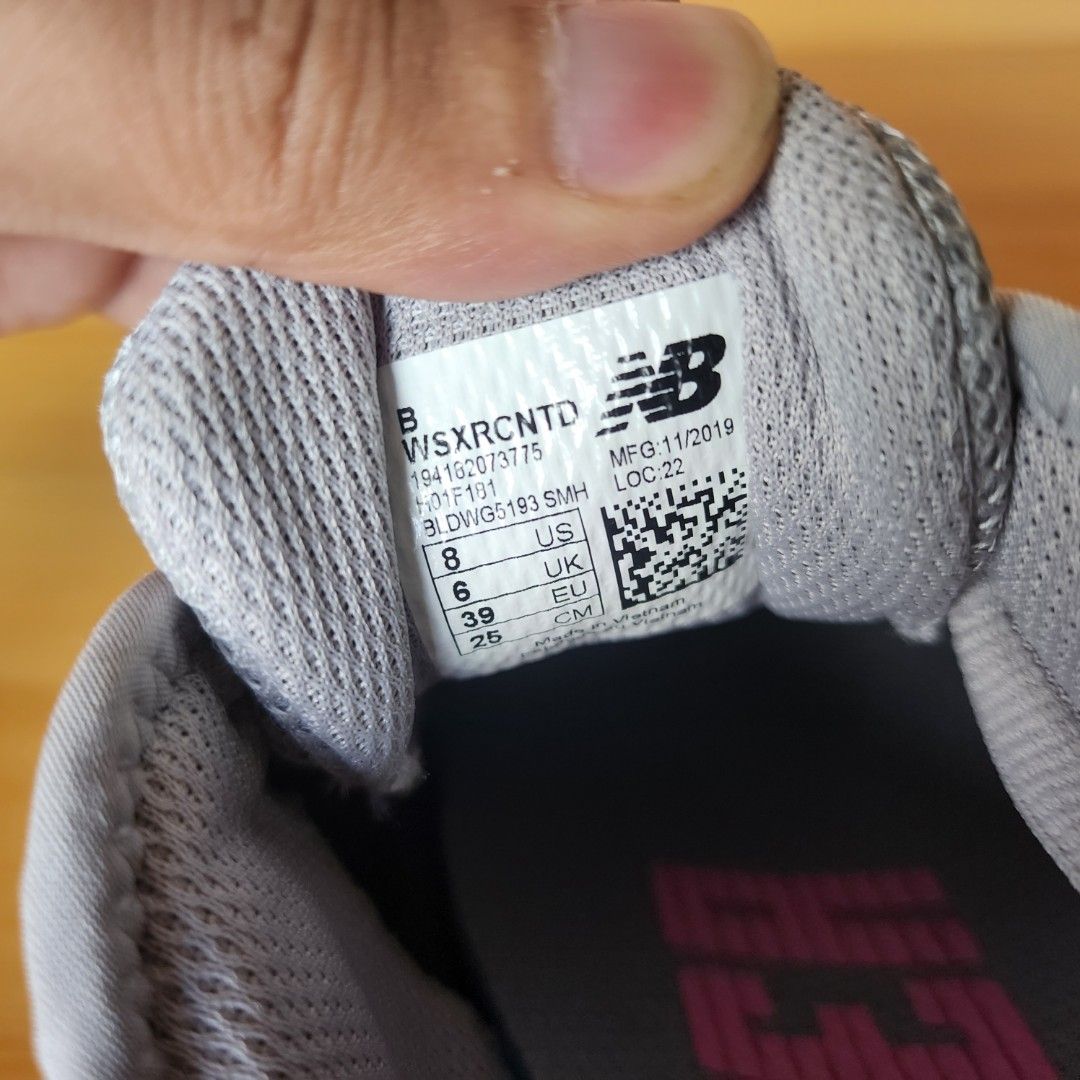 B
WSXRCNTD
194182073775
H01F181
BLDWG5193 SMH
NB
MFG:11/2019
LOC:22
8 US
6 UK
39 EU
25 CM
Made in Vietnam